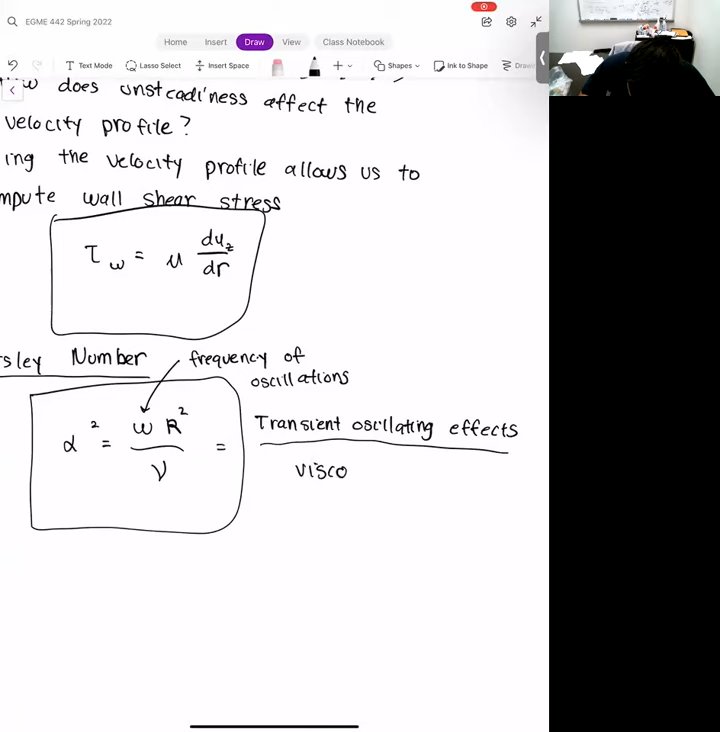 EGME 442 Spring 2022
Home Insert Draw View Class Notebook
Text Mode Lasso Select Insert Space Shapes Ink to Shape Draw
does unsteadiness affect the
velocity profile?
ing the velocity profile allows us to
mpute wall shear stress
τw = μ duz/dr
sley Number
frequency of
oscillations
α² = ωR²/ν = Transient oscillating effects
visco